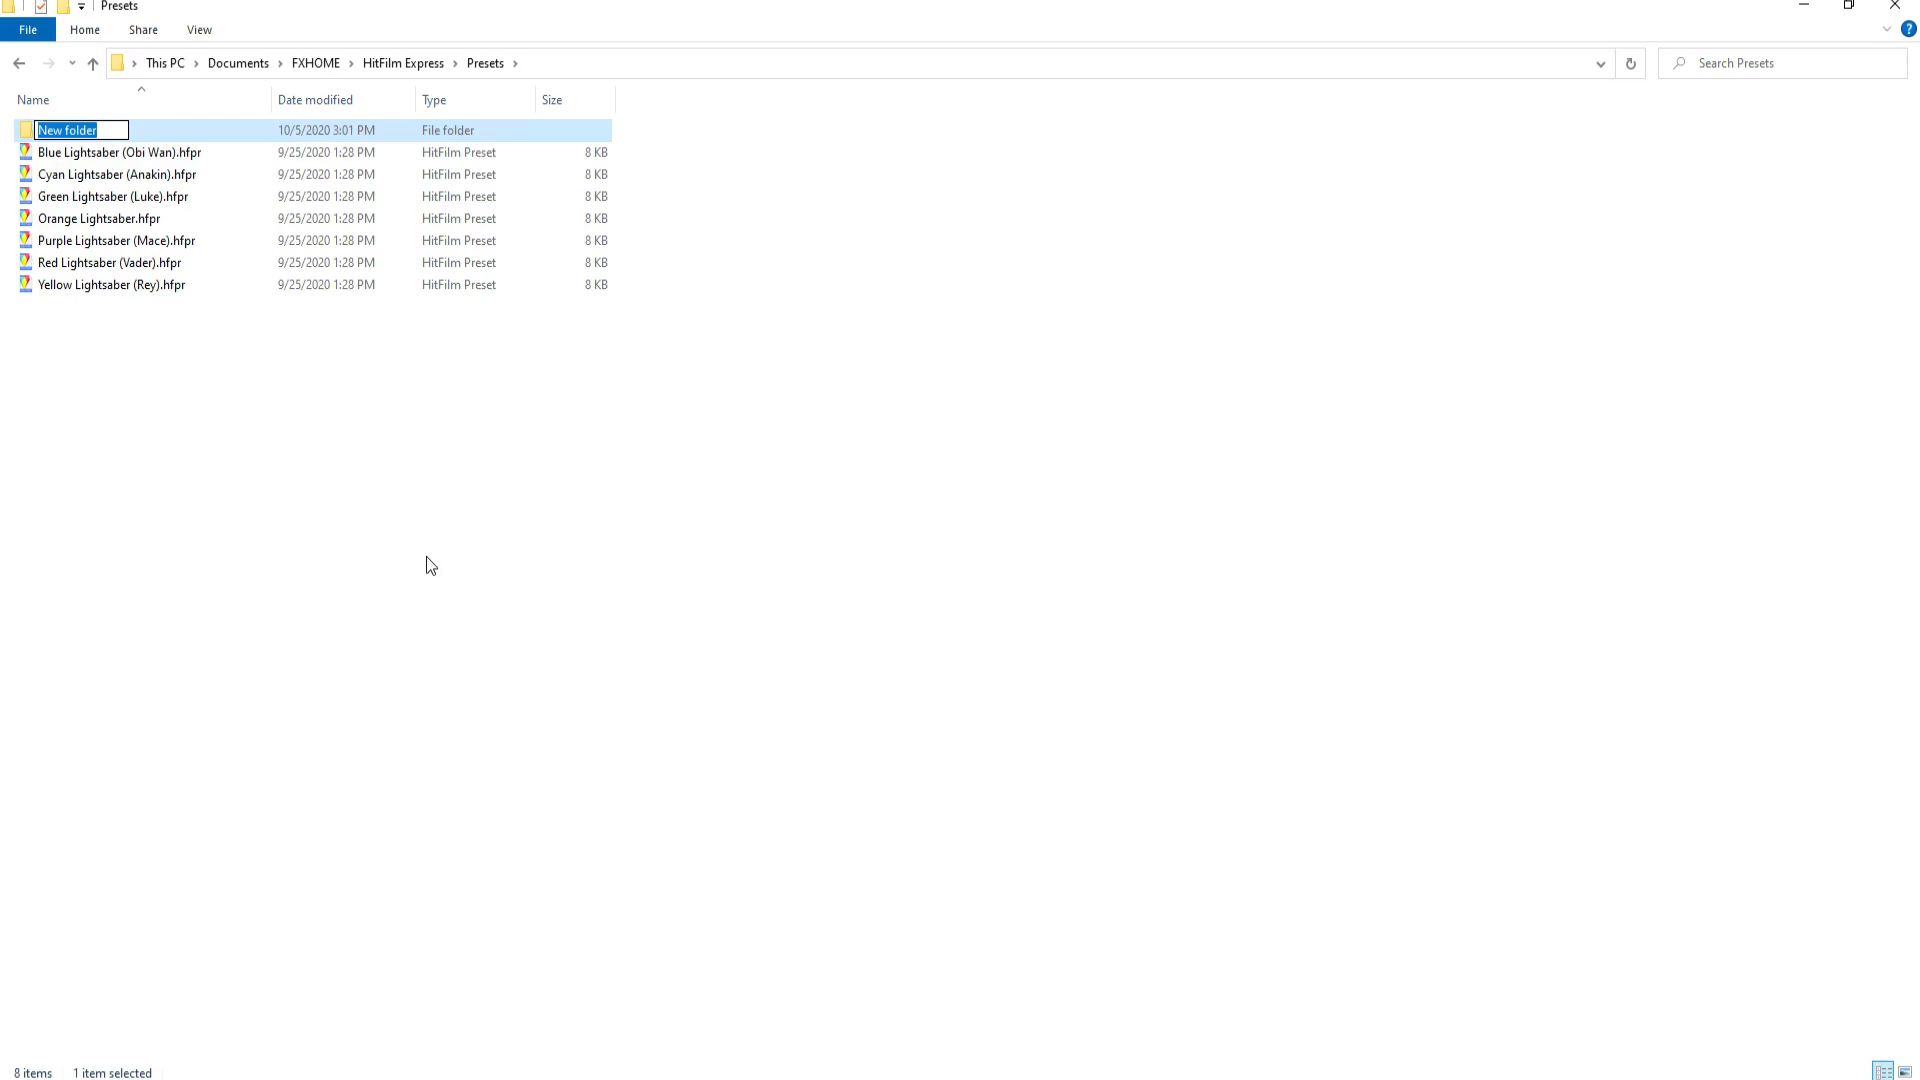 Presets
File Home Share View
This PC > Documents > FXHOME > HitFilm Express > Presets > Search Presets
Name Date modified Type Size
New folder 10/5/2020 3:01 PM File folder
Blue Lightsaber (Obi Wan).hfpr 9/25/2020 1:28 PM HitFilm Preset 8 KB
Cyan Lightsaber (Anakin).hfpr 9/25/2020 1:28 PM HitFilm Preset 8 KB
Green Lightsaber (Luke).hfpr 9/25/2020 1:28 PM HitFilm Preset 8 KB
Orange Lightsaber.hfpr 9/25/2020 1:28 PM HitFilm Preset 8 KB
Purple Lightsaber (Mace).hfpr 9/25/2020 1:28 PM HitFilm Preset 8 KB
Red Lightsaber (Vader).hfpr 9/25/2020 1:28 PM HitFilm Preset 8 KB
Yellow Lightsaber (Rey).hfpr 9/25/2020 1:28 PM HitFilm Preset 8 KB
8 items 1 item selected